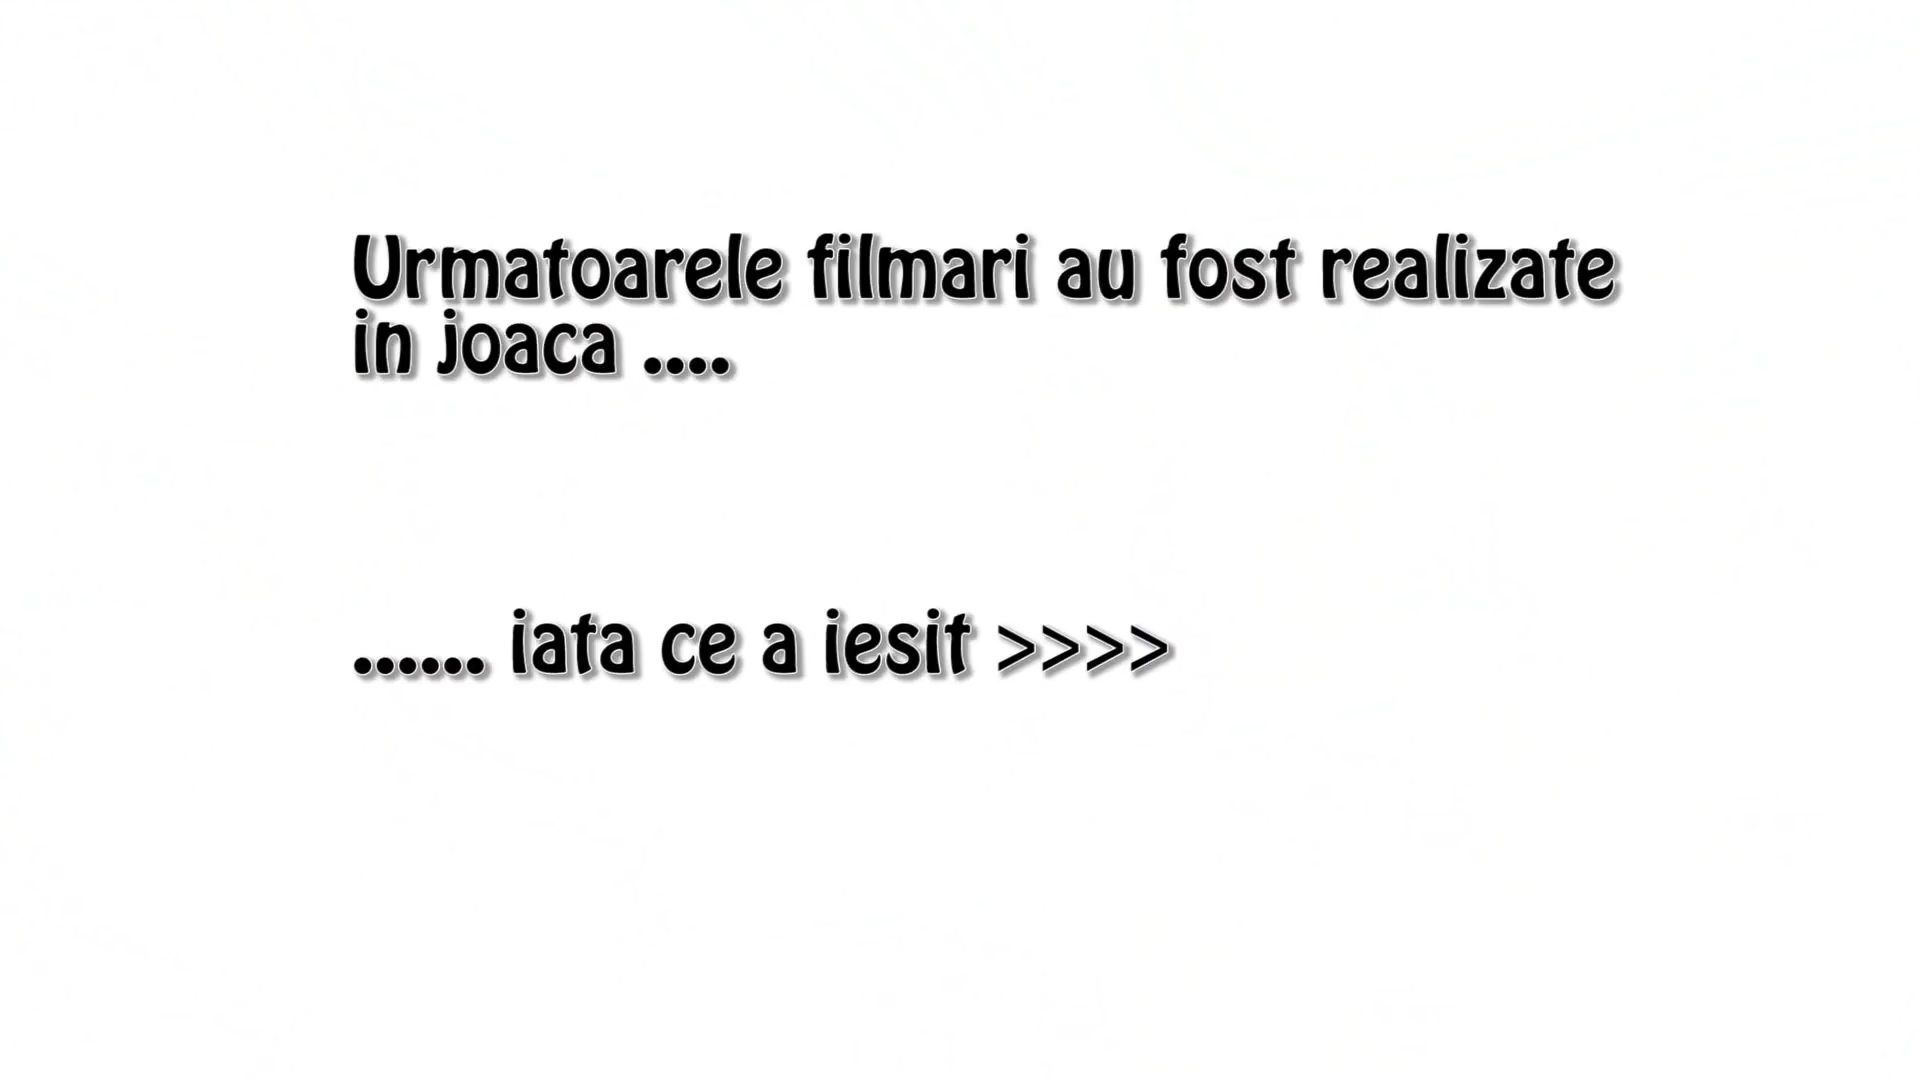 Urmatoarele filmari au fost realizate
in joaca ....
...... iata ce a iesit >>>>